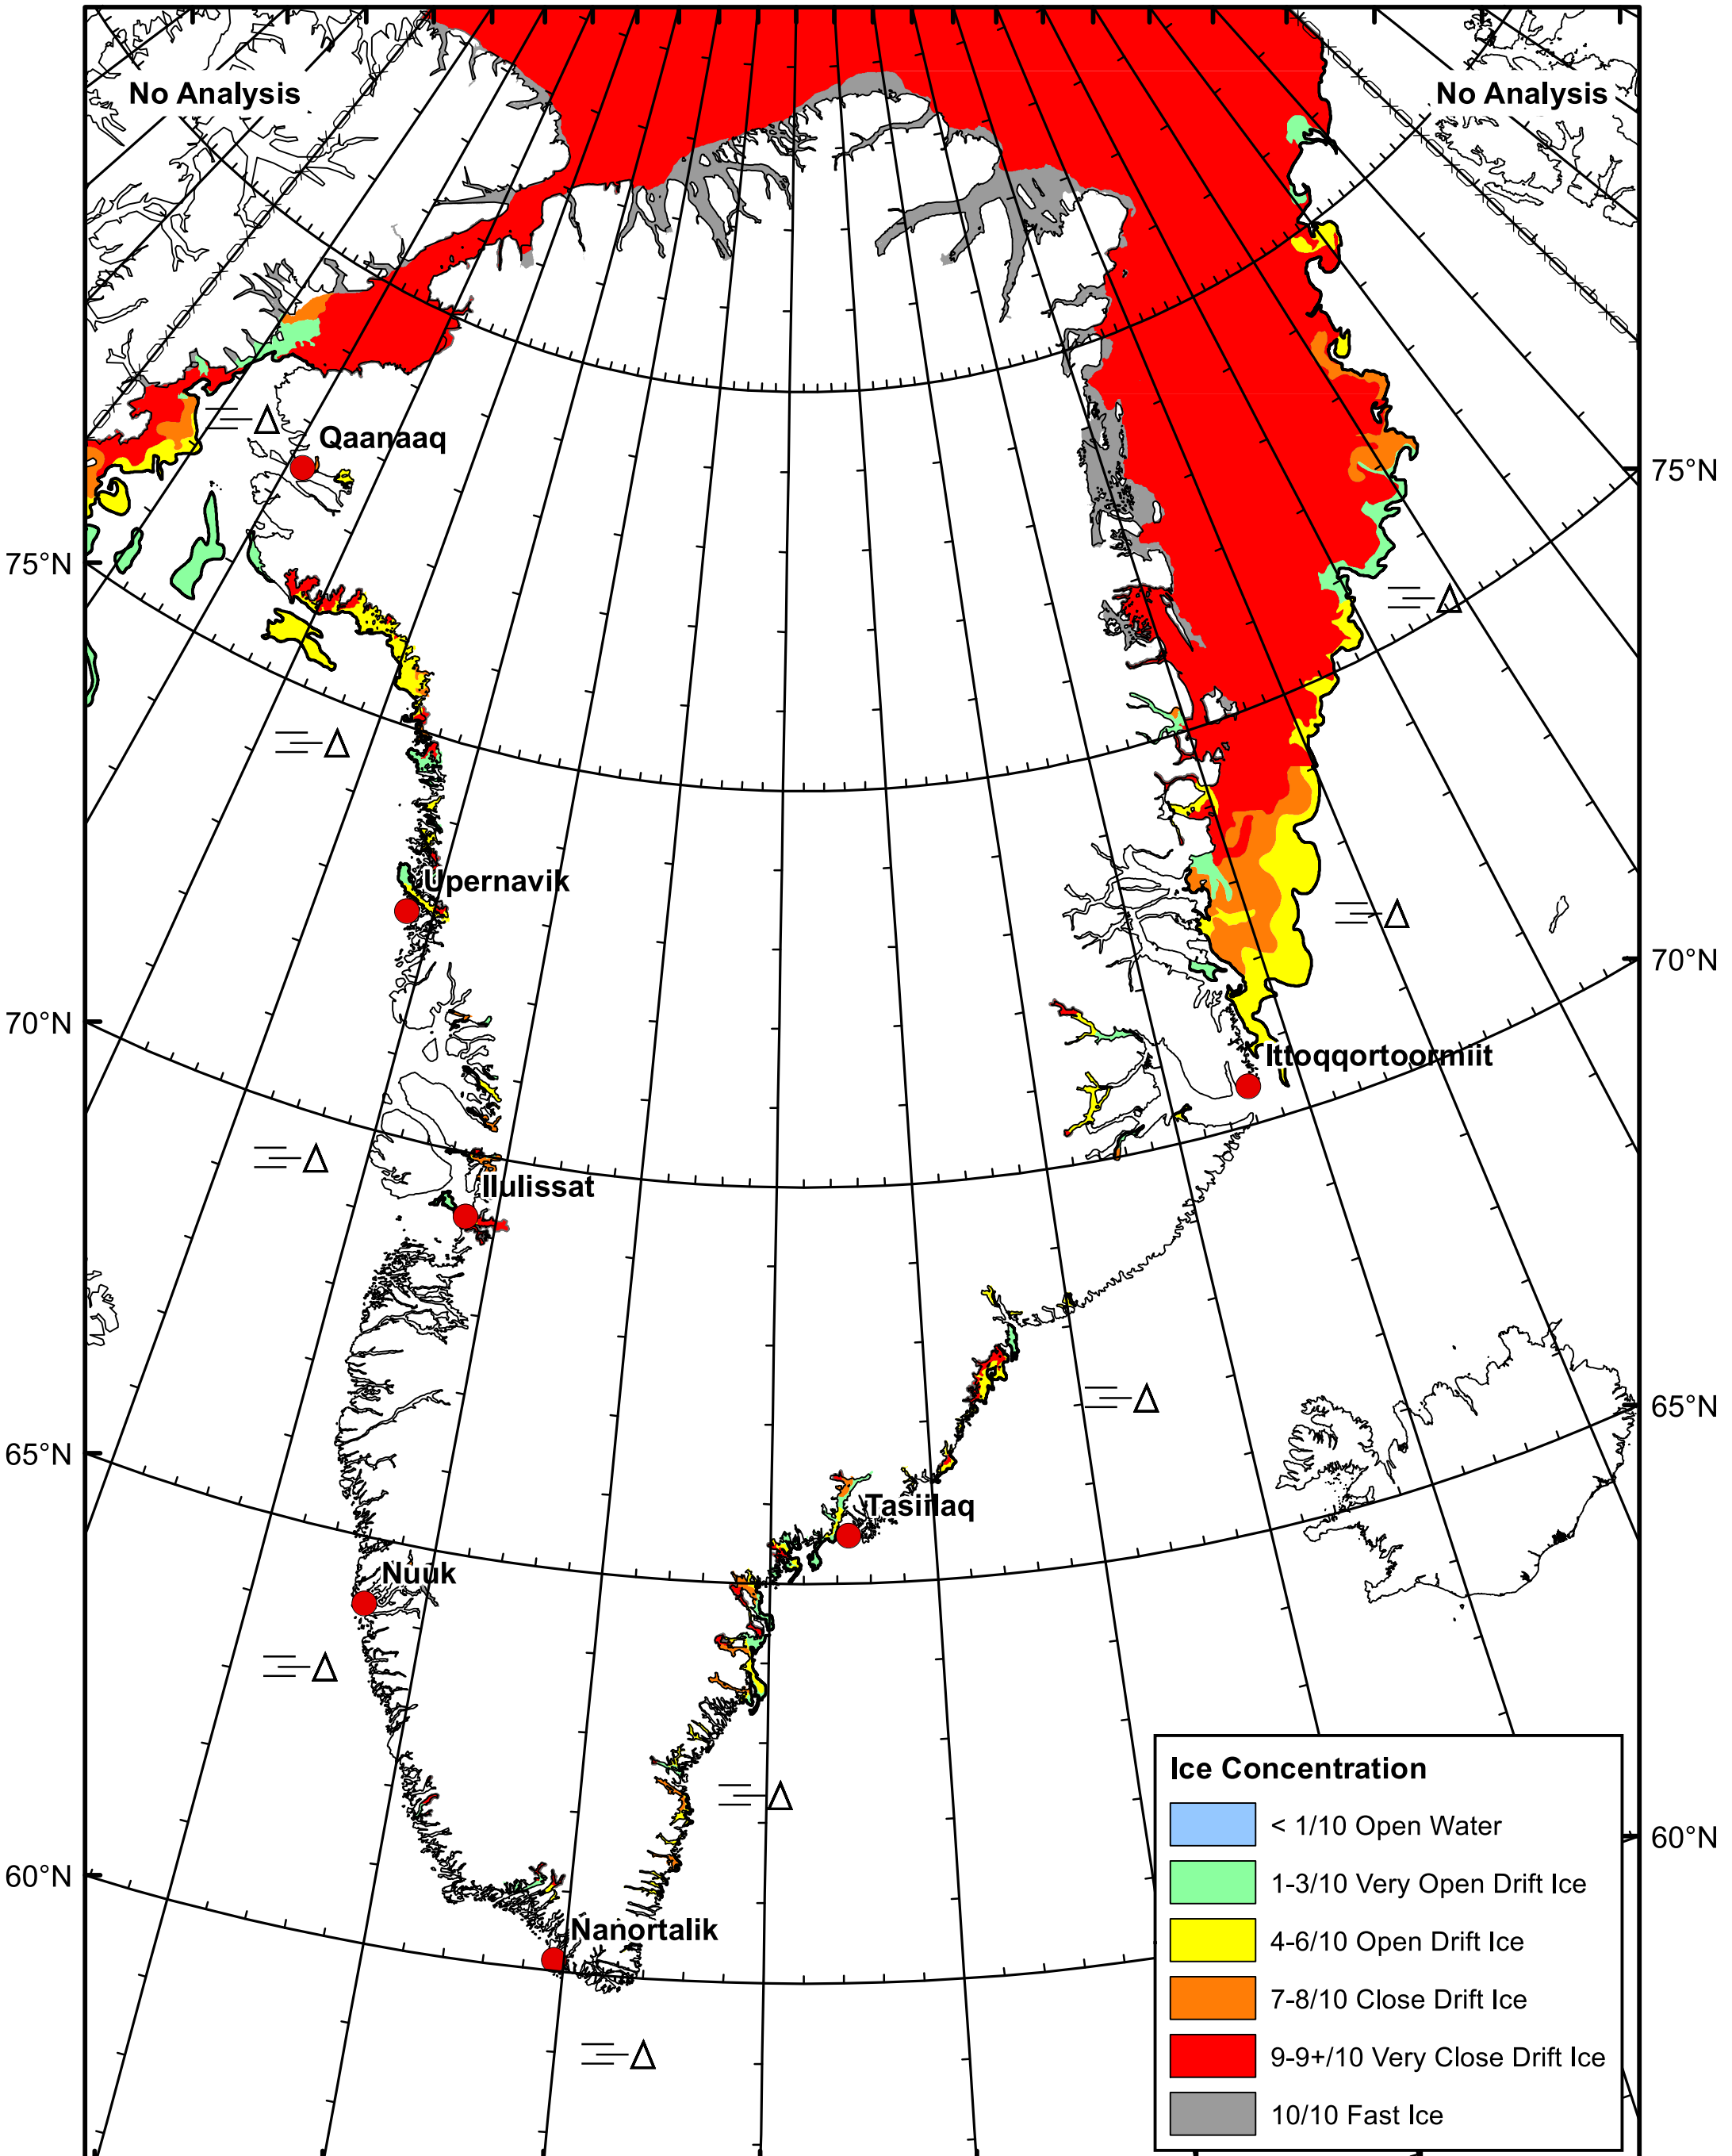 No Analysis
No Analysis
Qaanaaq
75°N
75°N
Upernavik
70°N
70°N
Ittoqqortoormiit
Ilulissat
65°N
65°N
Tasiilaq
Nuuk
60°N
60°N
Nanortalik
Ice Concentration
< 1/10 Open Water
1-3/10 Very Open Drift Ice
4-6/10 Open Drift Ice
7-8/10 Close Drift Ice
9-9+/10 Very Close Drift Ice
10/10 Fast Ice